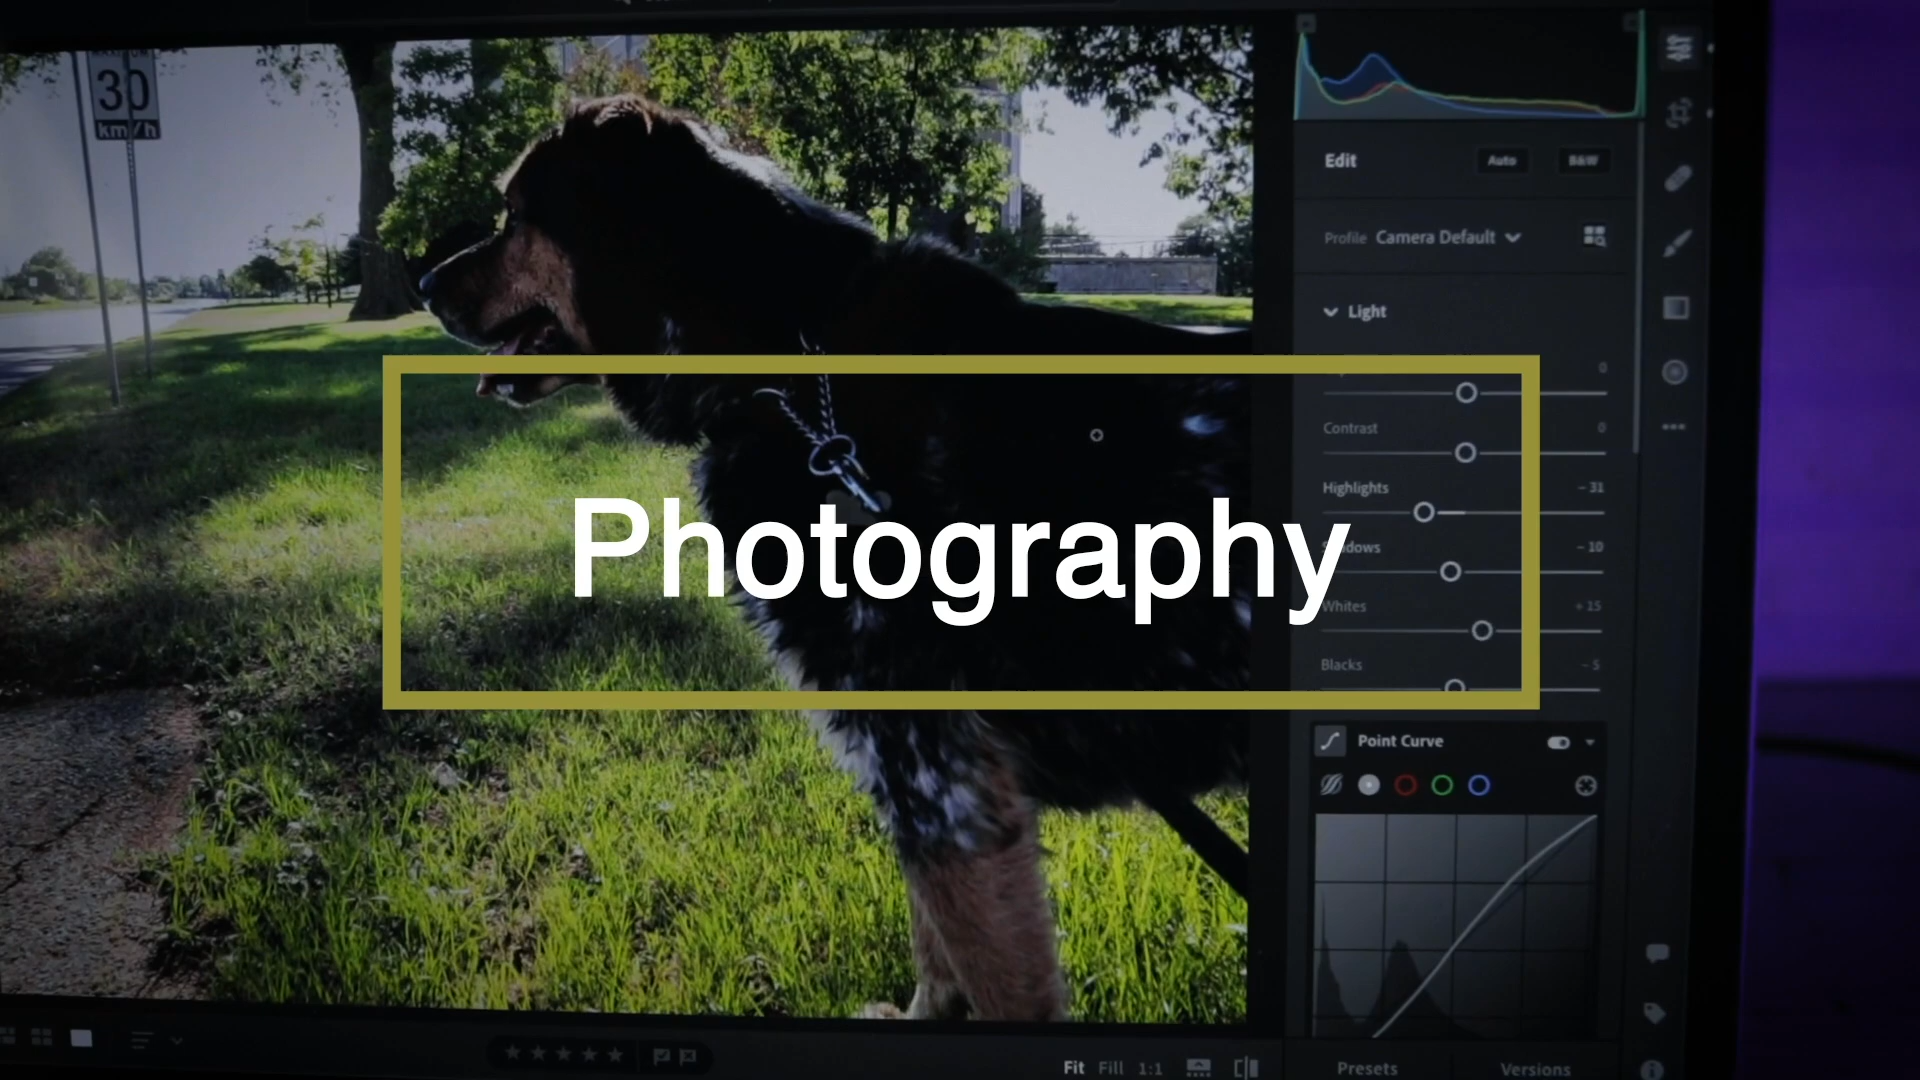 30
km/h
Edit
Auto
B&W
Profile Camera Default
Light
0
Contrast 0
Highlights - 31
- 10
Whites + 15
Blacks - 5
Photography
Point Curve
Fit Fill 1:1
Presets Versions